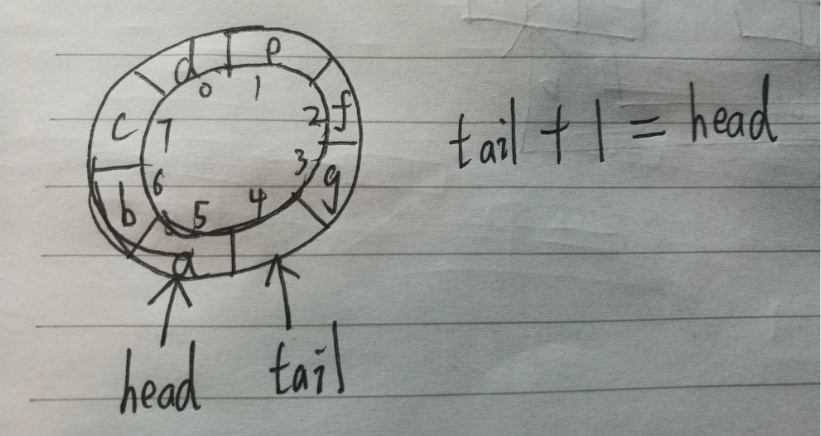 d e
c f
0 1
7 2
6 3
5 4
b g
a
tail + 1 = head
head tail